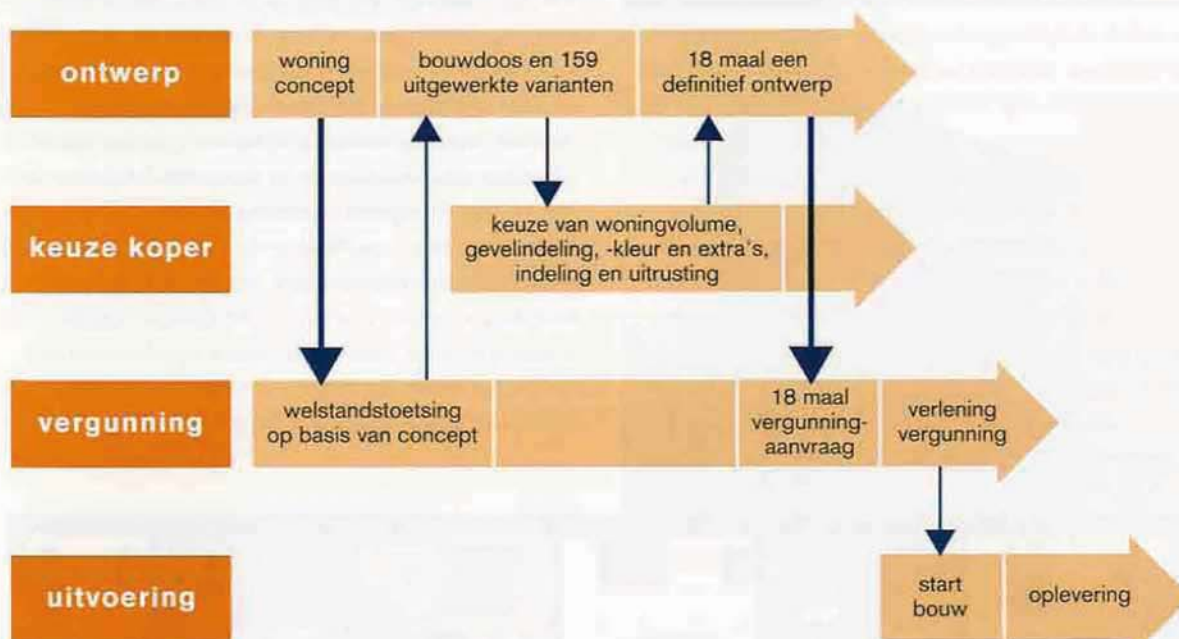 ontwerp
woning
concept
bouwdoos en 159
uitgewerkte varianten
18 maal een
definitief ontwerp
keuze koper
keuze van woningvolume,
gevelindeling, -kleur en extra's,
indeling en uitrusting
vergunning
welstandstoetsing
op basis van concept
18 maal
vergunning-
aanvraag
verlening
vergunning
uitvoering
start
bouw
oplevering